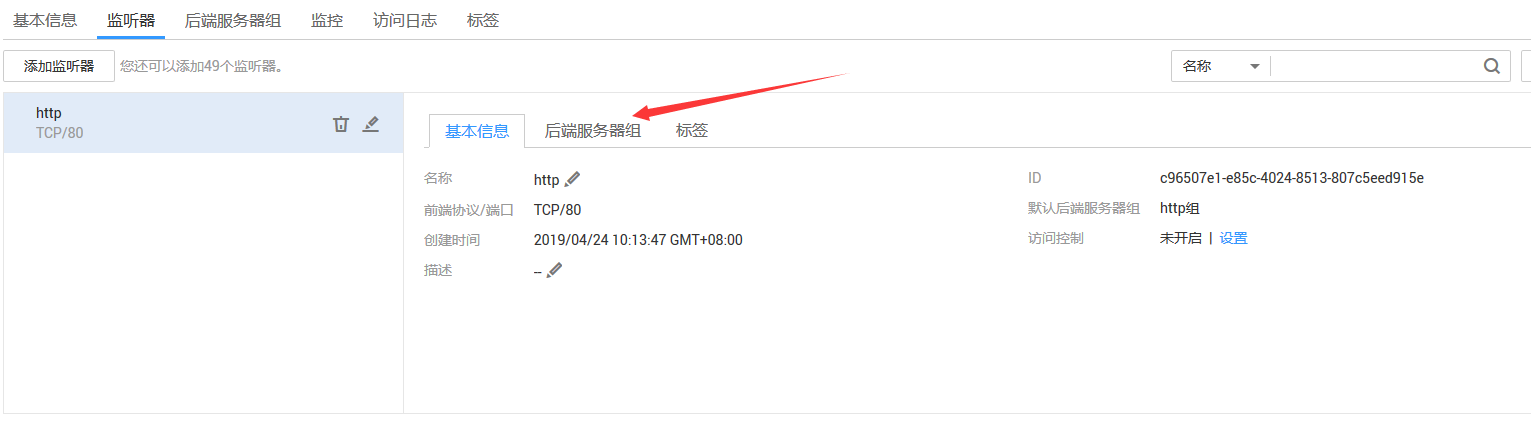 基本信息 监听器 后端服务器组 监控 访问日志 标签
添加监听器 您还可以添加49个监听器。 名称
http
TCP/80
基本信息 后端服务器组 标签
名称 http ID c96507e1-e85c-4024-8513-807c5eed915e
前端协议/端口 TCP/80 默认后端服务器组 http组
创建时间 2019/04/24 10:13:47 GMT+08:00 访问控制 未开启 | 设置
描述 --